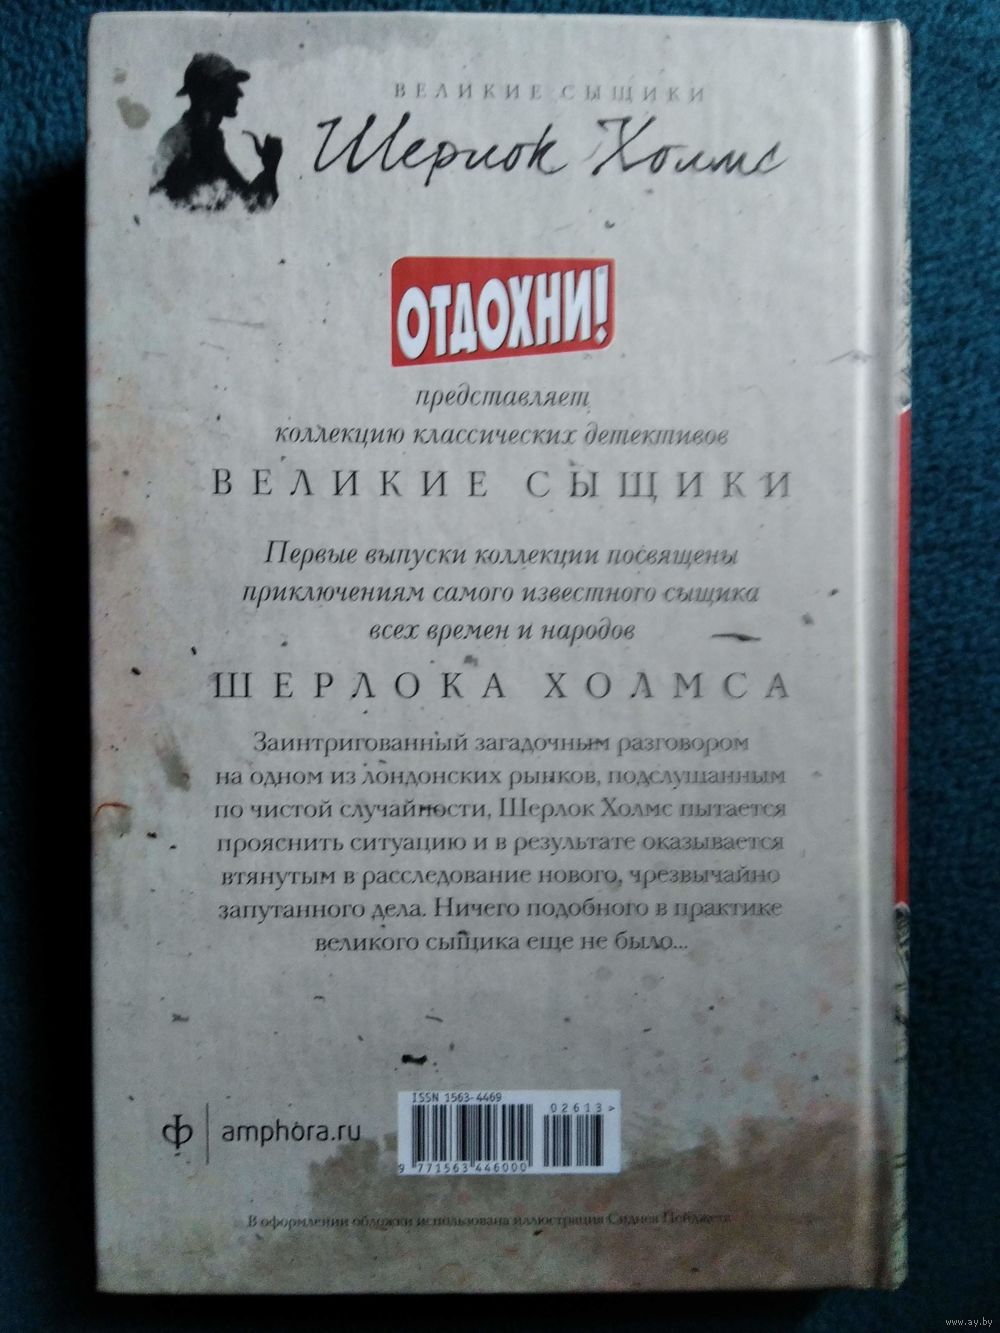 ВЕЛИКИЕ СЫЩИКИ
Шерлок Холмс
ОТДОХНИ!
представляет
коллекцию классических детективов
ВЕЛИКИЕ СЫЩИКИ
Первые выпуски коллекции посвящены
приключениям самого известного сыщика
всех времен и народов
ШЕРЛОКА ХОЛМСА
Заинтригованный загадочным разговором
на одном из лондонских рынков, подслушанным
по чистой случайности, Шерлок Холмс пытается
прояснить ситуацию и в результате оказывается
втянутым в расследование нового, чрезвычайно
запутанного дела. Ничего подобного в практике
великого сыщика еще не было...
ISSN 1563-4469
02613>
ф amphora.ru
9 771563 446000
В оформлении обложки использована иллюстрация Сиднея Пейджета
www.ay.by